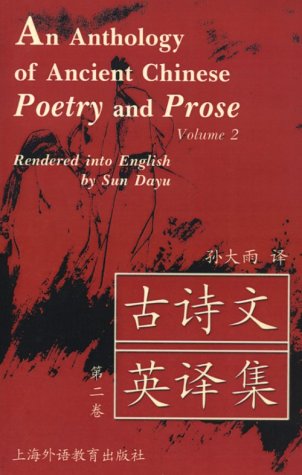 An Anthology
of Ancient Chinese
Poetry and Prose
Volume 2
Rendered into English
by Sun Dayu
孙大雨 译
古诗文
英译集
第二卷
上海外语教育出版社